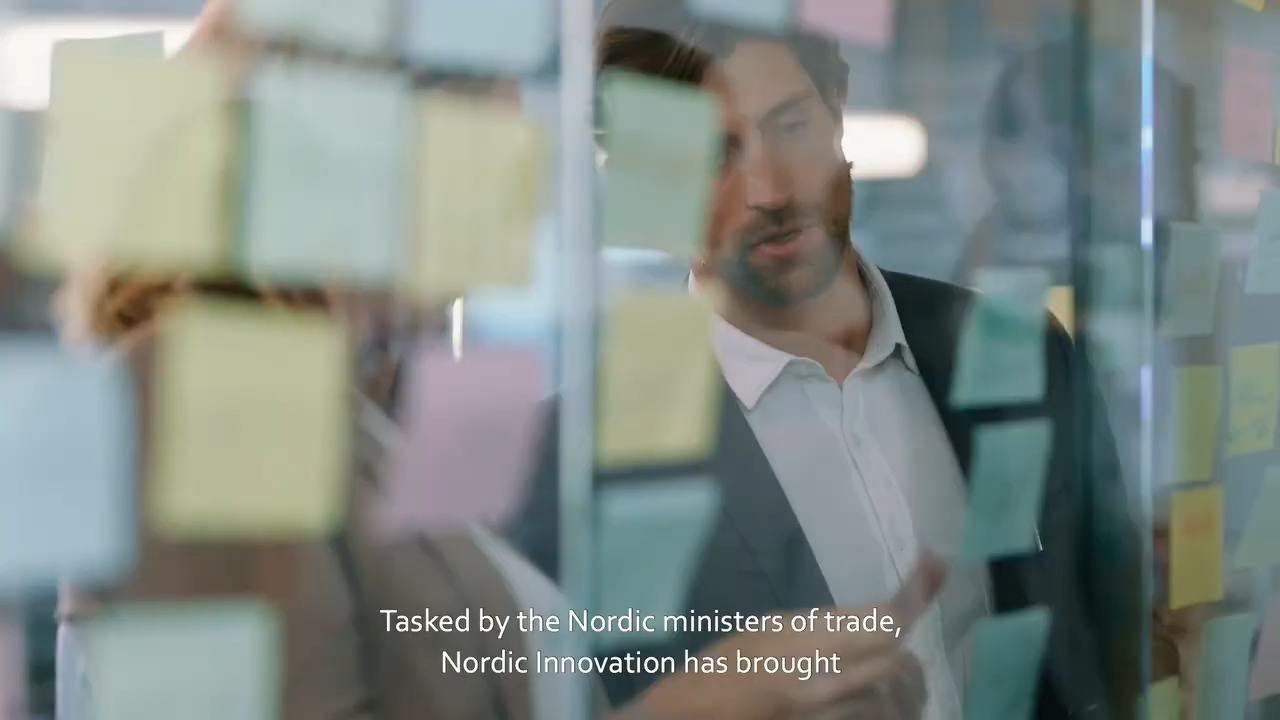 Tasked by the Nordic ministers of trade,
Nordic Innovation has brought